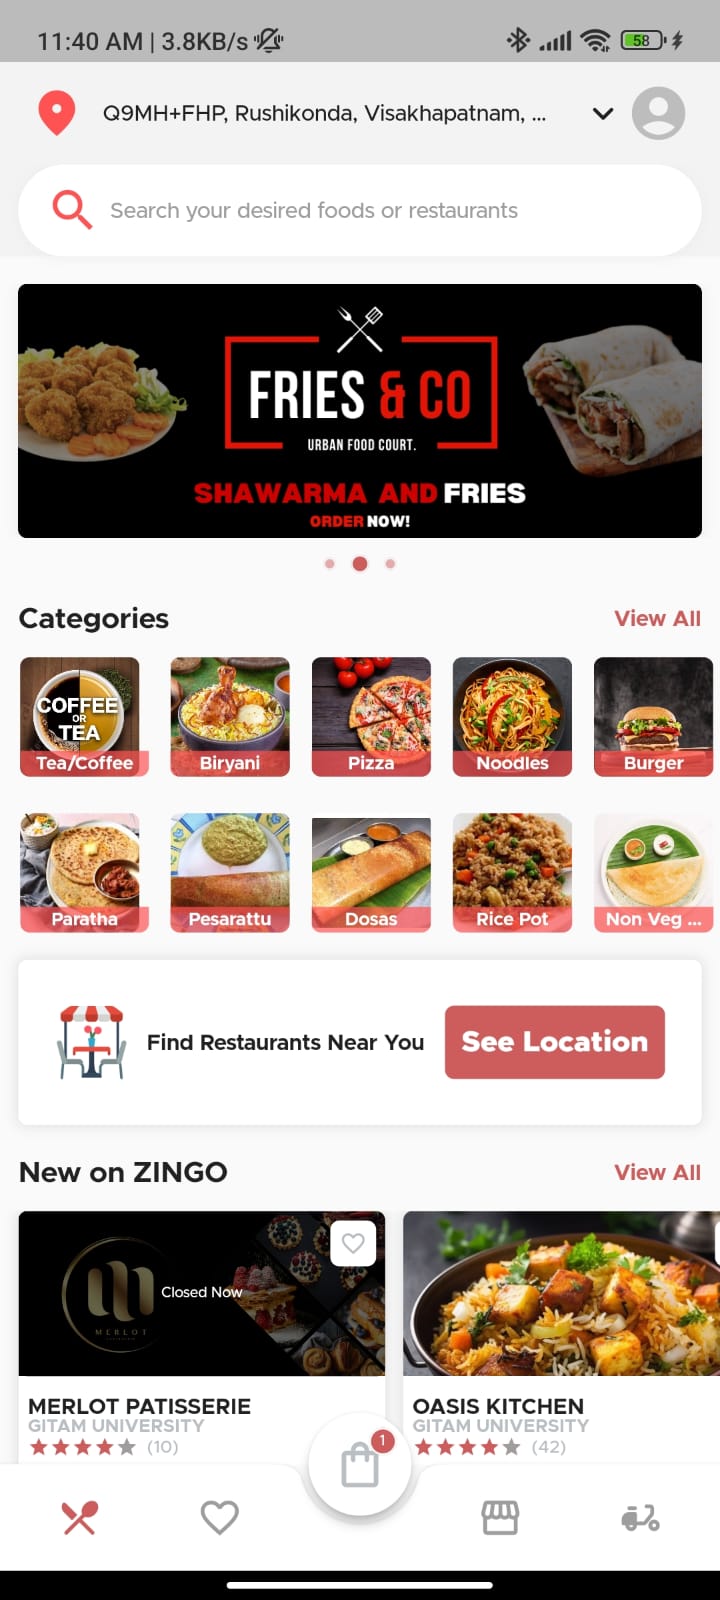 11:40 AM | 3.8KB/s
58
Q9MH+FHP, Rushikonda, Visakhapatnam, ...
Search your desired foods or restaurants
FRIES & CO
URBAN FOOD COURT.
SHAWARMA AND FRIES
ORDER NOW!
Categories View All
COFFEE
OR
TEA
Tea/Coffee Biryani Pizza Noodles Burger
Paratha Pesarattu Dosas Rice Pot Non Veg ...
Find Restaurants Near You See Location
New on ZINGO View All
Closed Now
MERLOT
MERLOT PATISSERIE OASIS KITCHEN
GITAM UNIVERSITY GITAM UNIVERSITY
(10) (42)
1